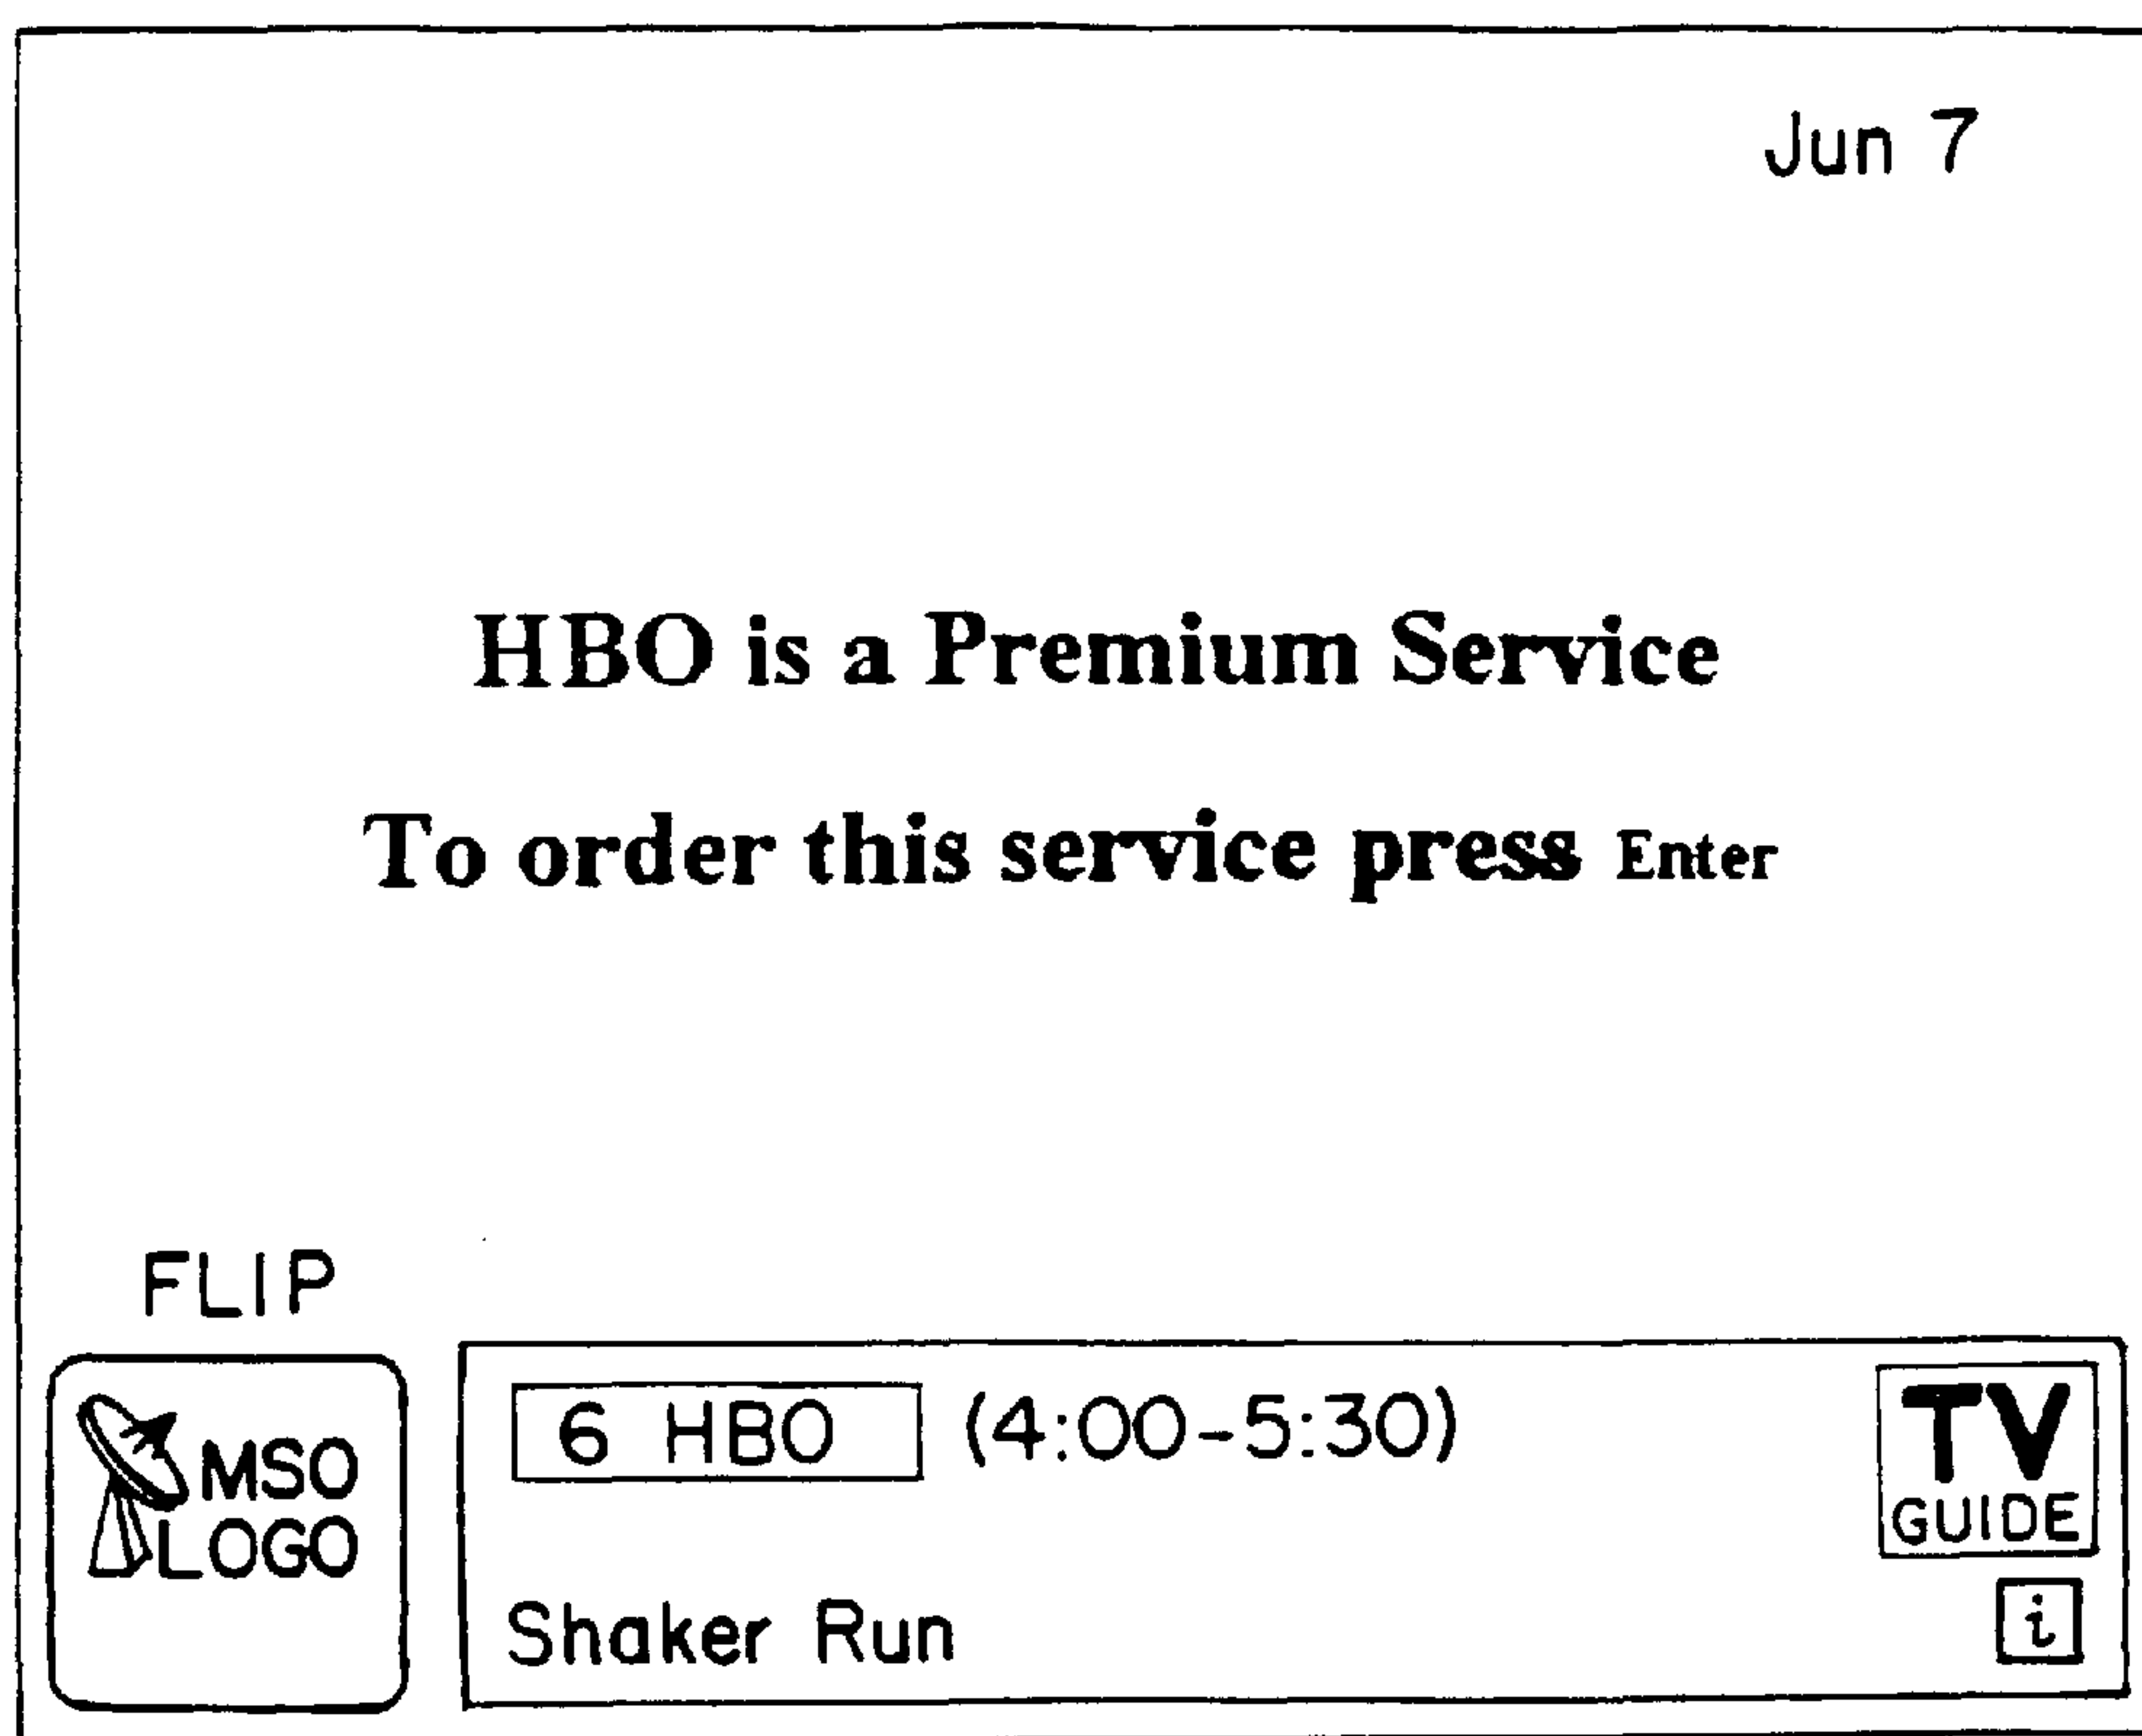 Jun 7
HBO is a Premium Service
To order this service press Enter
FLIP
MSO
LOGO
6 HBO (4:00-5:30)
Shaker Run
TV
GUIDE
i